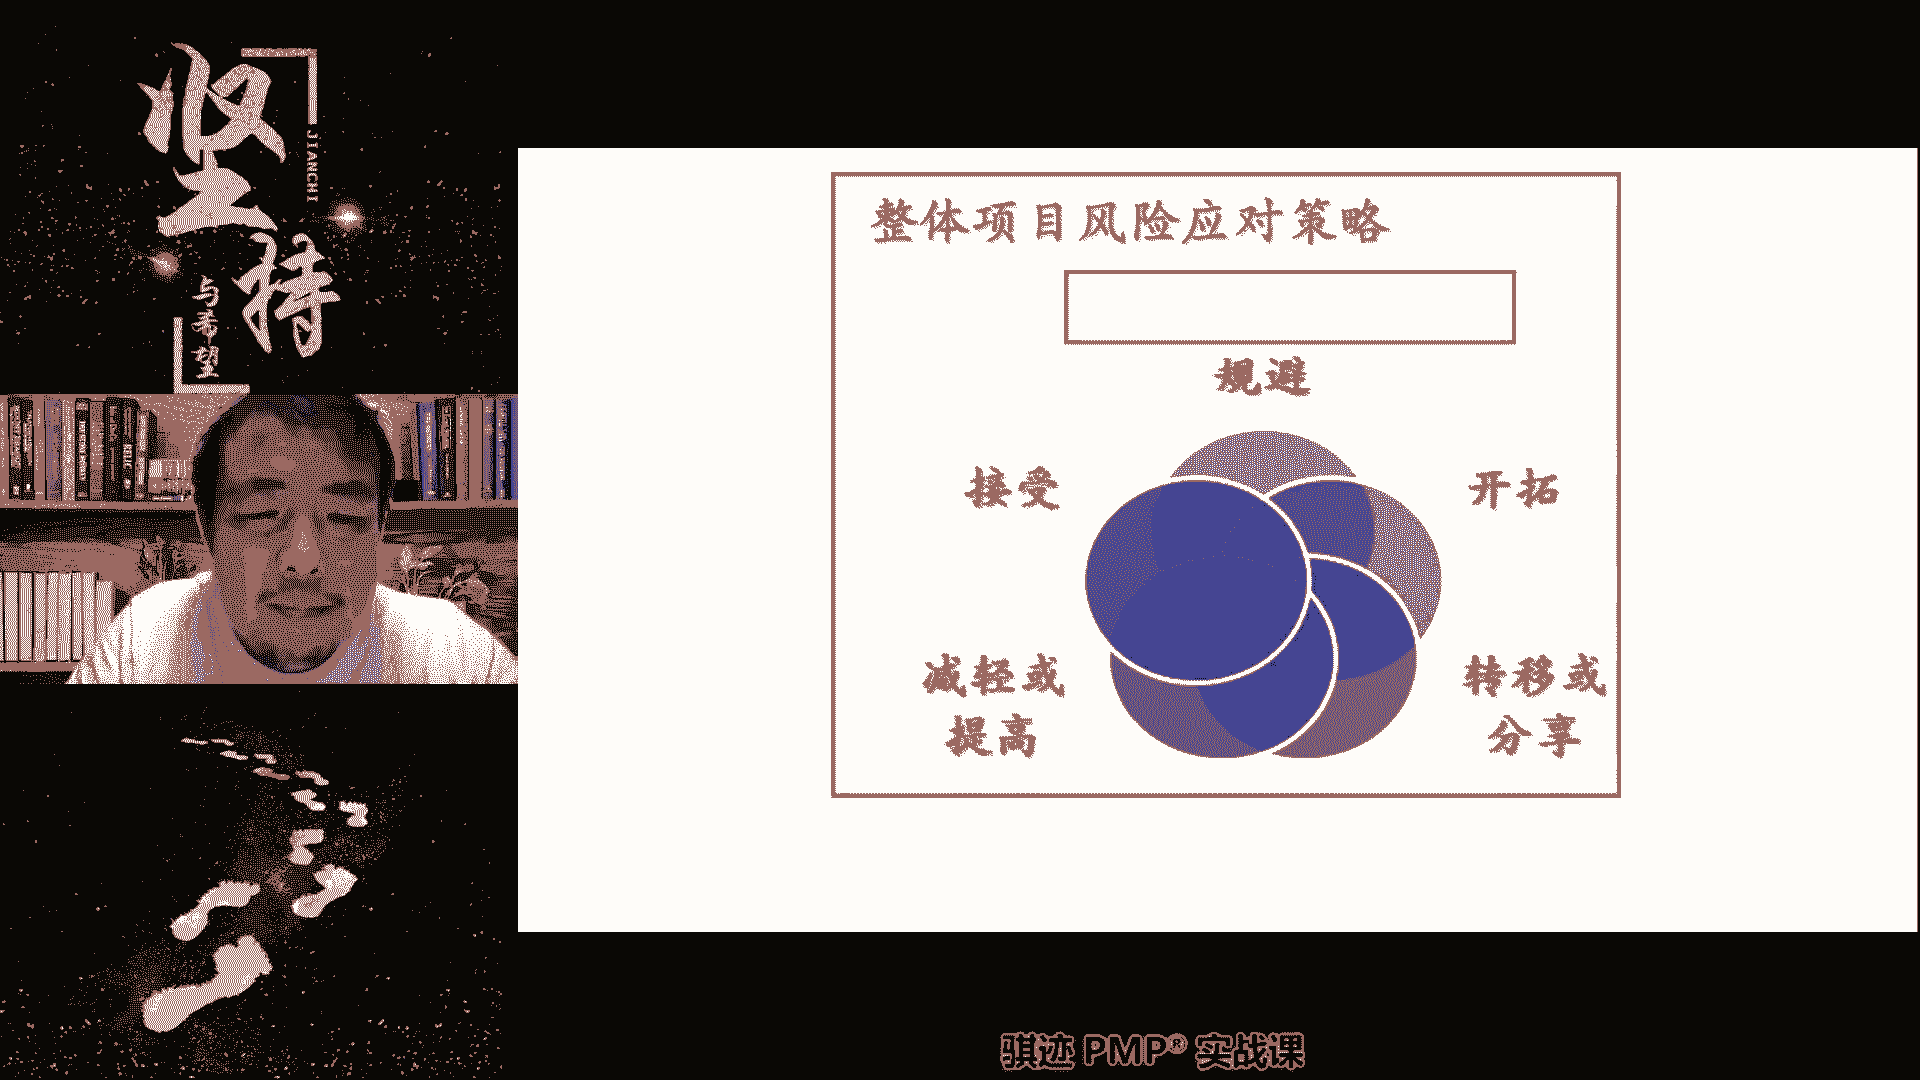 坚持
JIANCHI
与希望
整体项目风险应对策略
规避
接受
开拓
减轻或
提高
转移或
分享
骐迹 PMP® 实战课